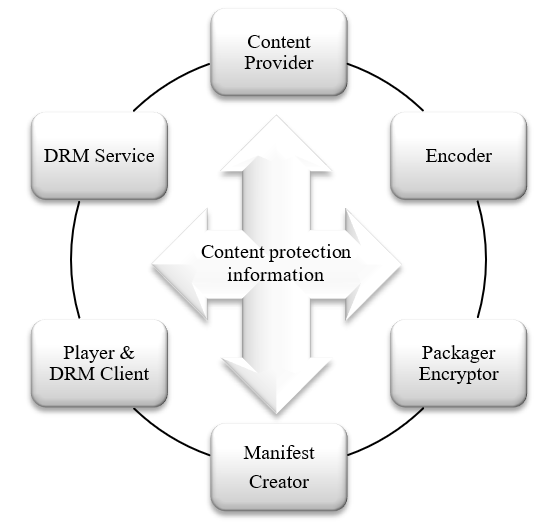 Content
Provider
DRM Service
Encoder
Content protection
information
Player &
DRM Client
Packager
Encryptor
Manifest
Creator